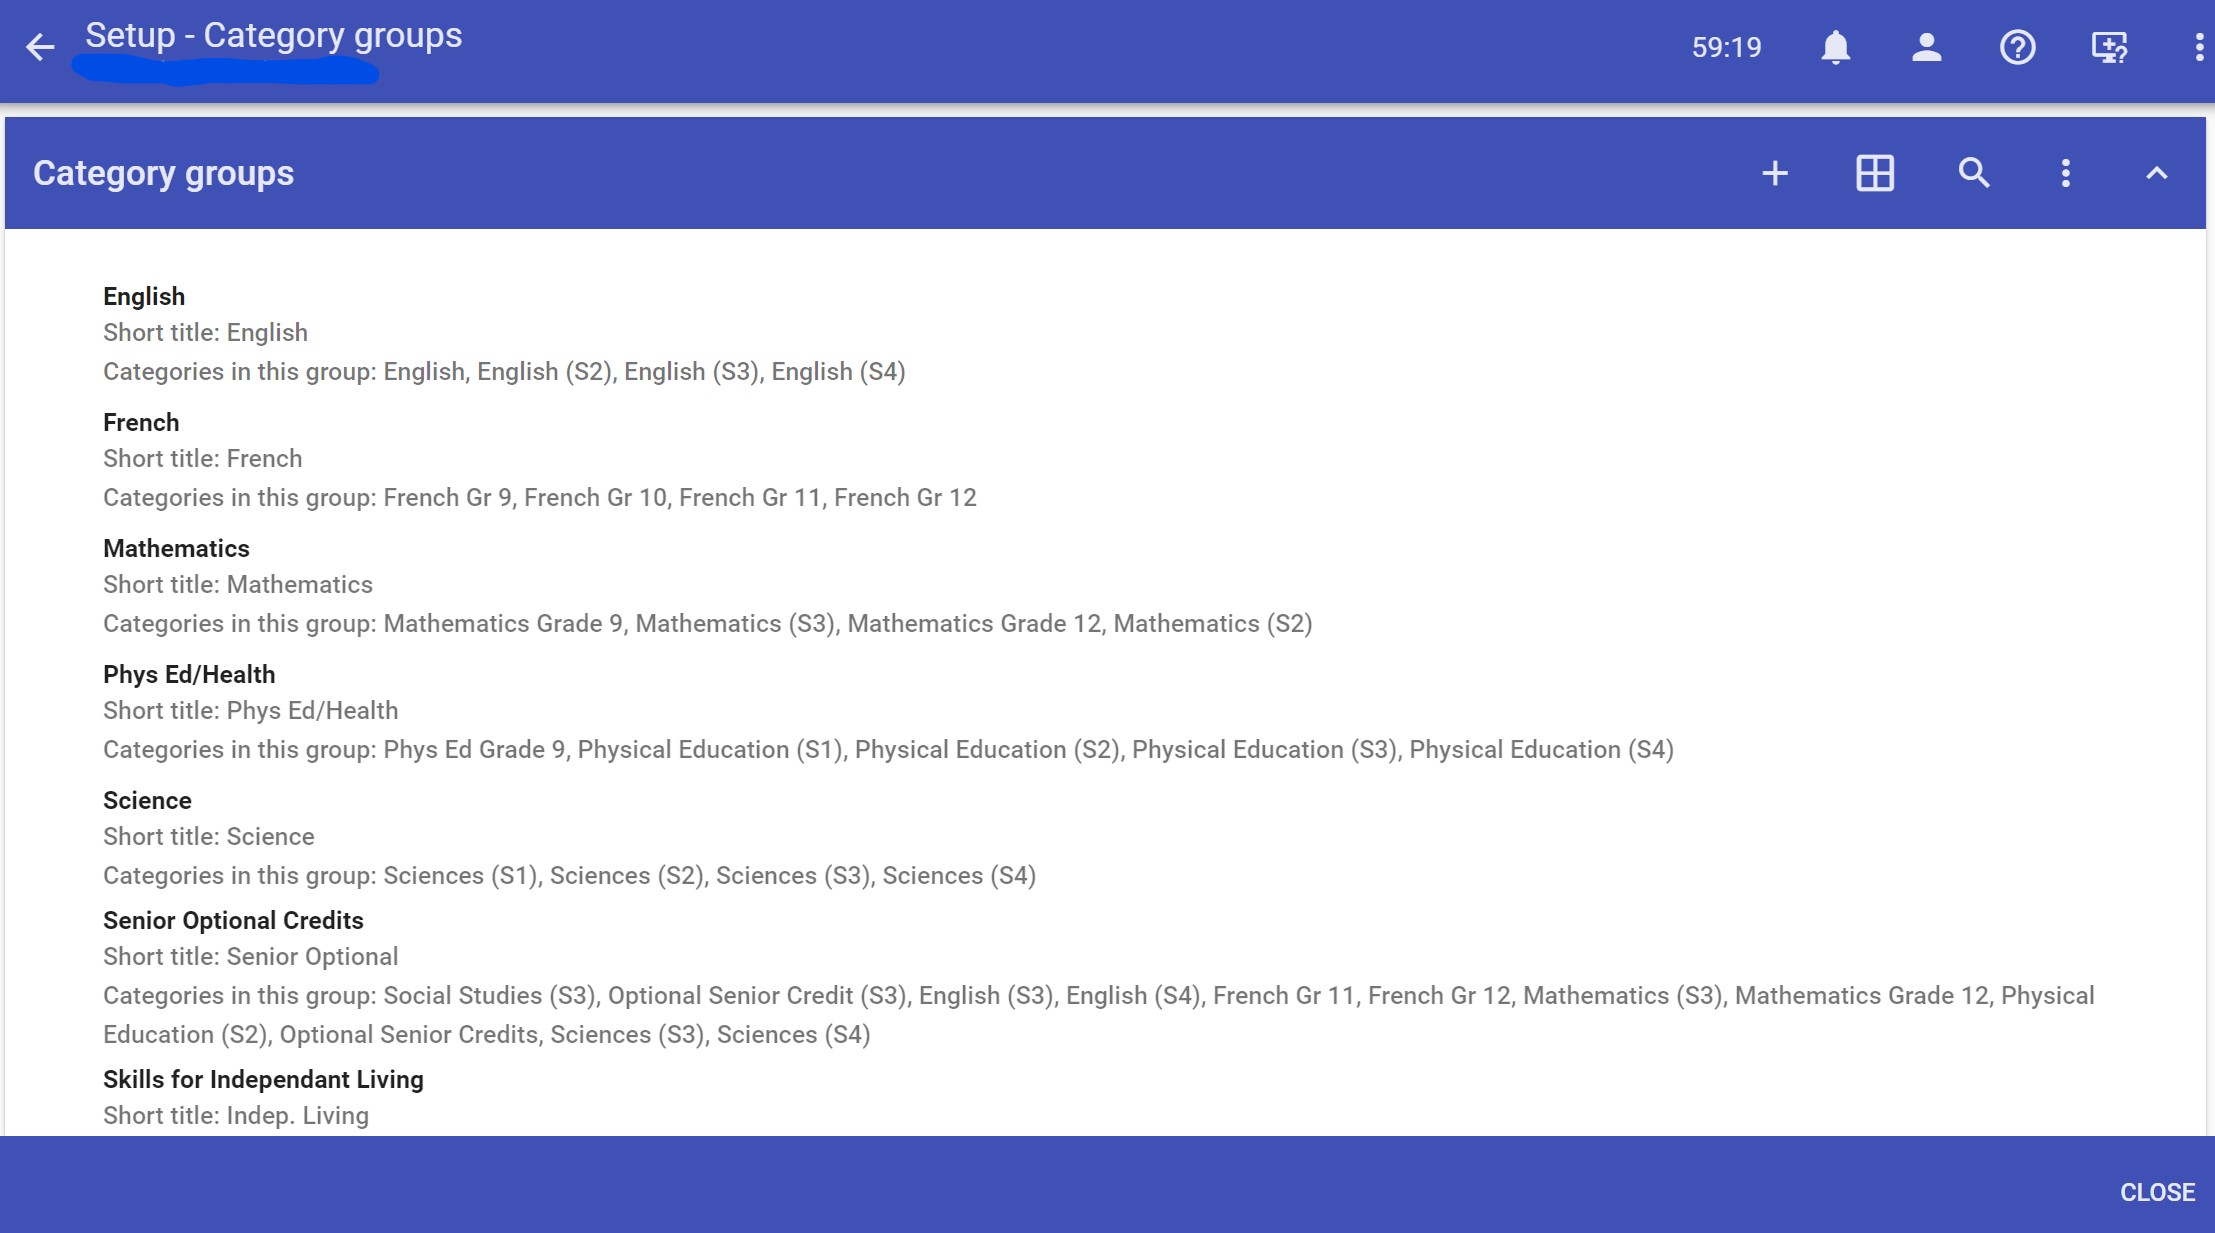 Setup - Category groups
59:19
Category groups
English
Short title: English
Categories in this group: English, English (S2), English (S3), English (S4)
French
Short title: French
Categories in this group: French Gr 9, French Gr 10, French Gr 11, French Gr 12
Mathematics
Short title: Mathematics
Categories in this group: Mathematics Grade 9, Mathematics (S3), Mathematics Grade 12, Mathematics (S2)
Phys Ed/Health
Short title: Phys Ed/Health
Categories in this group: Phys Ed Grade 9, Physical Education (S1), Physical Education (S2), Physical Education (S3), Physical Education (S4)
Science
Short title: Science
Categories in this group: Sciences (S1), Sciences (S2), Sciences (S3), Sciences (S4)
Senior Optional Credits
Short title: Senior Optional
Categories in this group: Social Studies (S3), Optional Senior Credit (S3), English (S3), English (S4), French Gr 11, French Gr 12, Mathematics (S3), Mathematics Grade 12, Physical
Education (S2), Optional Senior Credits, Sciences (S3), Sciences (S4)
Skills for Independant Living
Short title: Indep. Living
CLOSE